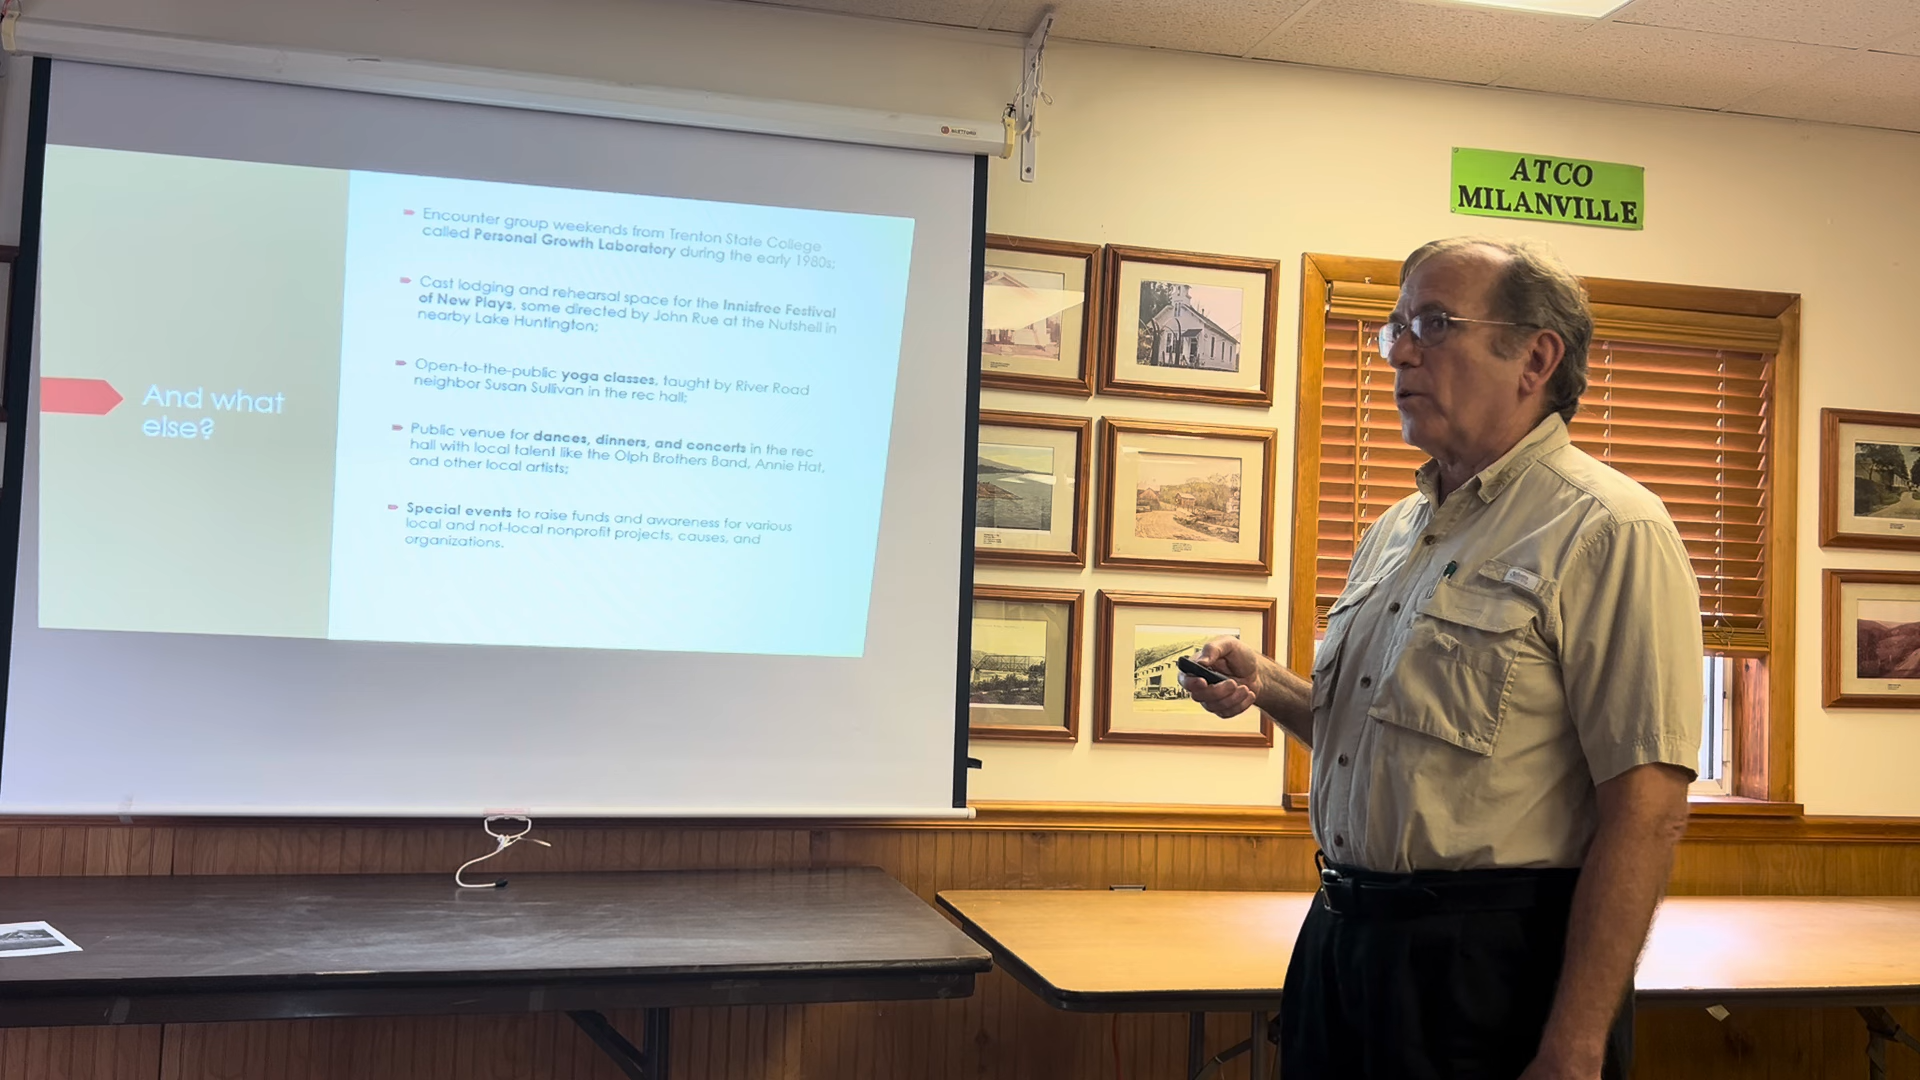 And what
else?
Encounter group weekends from Trenton State College
called Personal Growth Laboratory during the early 1980s;
Cast lodging and rehearsal space for the Innisfree Festival
of New Plays, some directed by John Rue at the Nutshell in
nearby Lake Huntington;
Open-to-the-public yoga classes, taught by River Road
neighbor Susan Sullivan in the rec hall;
Public venue for dances, dinners, and concerts in the rec
hall with local talent like the Olph Brothers Band, Annie Hat,
and other local artists;
Special events to raise funds and awareness for various
local and not-local nonprofit projects, causes, and
organizations.
ATCO
MILANVILLE